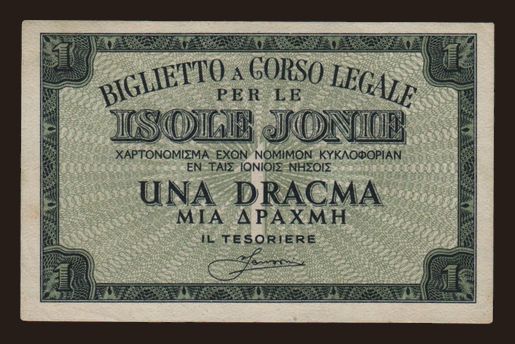 1 1
BIGLIETTO A CORSO LEGALE
PER LE
ISOLE JONIE
ΧΑΡΤΟΝΟΜΙΣΜΑ ΕΧΟΝ ΝΟΜΙΜΟΝ ΚΥΚΛΟΦΟΡΙΑΝ
ΕΝ ΤΑΙΣ ΙΟΝΙΟΙΣ ΝΗΣΟΙΣ
UNA DRACMA
ΜΙΑ ΔΡΑΧΜΗ
IL TESORIERE
1 1